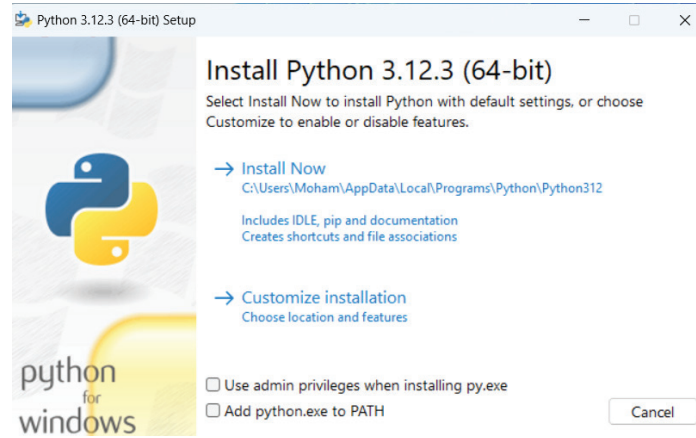 Python 3.12.3 (64-bit) Setup
Install Python 3.12.3 (64-bit)
Select Install Now to install Python with default settings, or choose
Customize to enable or disable features.
Install Now
C:\Users\Moham\AppData\Local\Programs\Python\Python312
Includes IDLE, pip and documentation
Creates shortcuts and file associations
Customize installation
Choose location and features
python
for
windows
Use admin privileges when installing py.exe
Add python.exe to PATH
Cancel